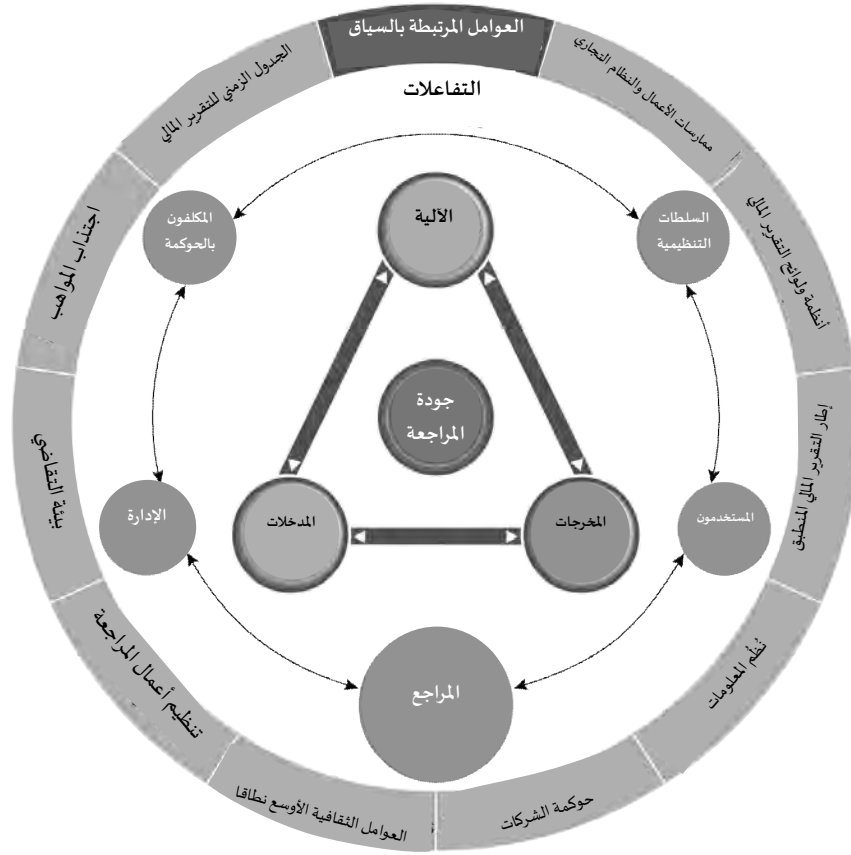 العوامل المرتبطة بالسياق
ممارسات الأعمال والنظام التجاري
أنظمة ولوائح التقرير المالي
إطار التقرير المالي المنطبق
نُظُم المعلومات
حوكمة الشركات
العوامل الثقافية الأوسع نطاقا
تنظيم أعمال المراجعة
بيئة التقاضي
اجتذاب المواهب
الجدول الزمني للتقرير المالي
التفاعلات
السلطات
التنظيمية
المستخدمون
المراجع
الإدارة
المكلفون
بالحوكمة
الآلية
جودة
المراجعة
المخرجات
المدخلات